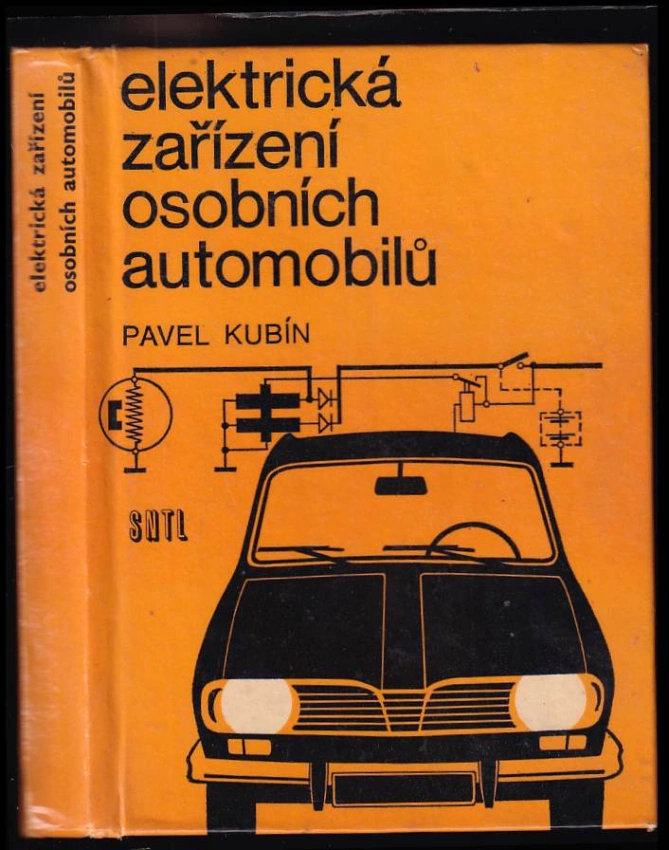 elektrická zařízení
osobních automobilů
elektrická
zařízení
osobních
automobilů
PAVEL KUBÍN
SNTL